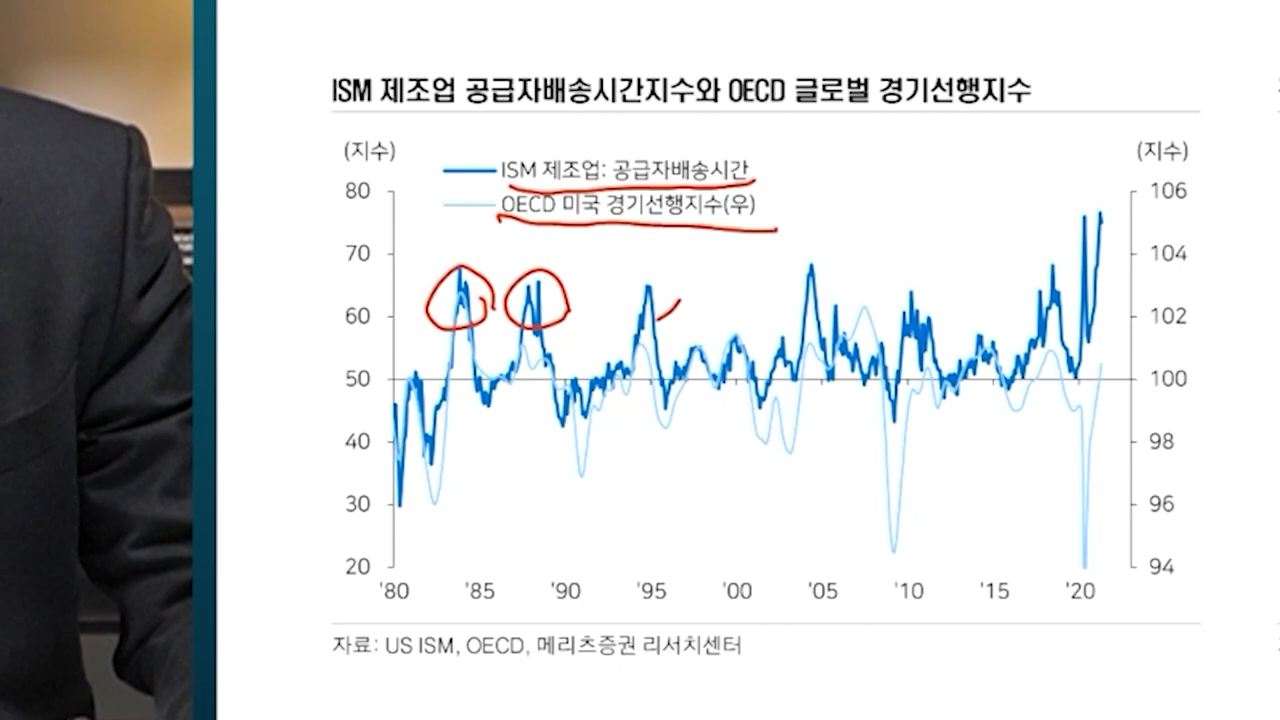 ISM 제조업 공급자배송시간지수와 OECD 글로벌 경기선행지수
(지수) (지수)
ISM 제조업: 공급자배송시간
OECD 미국 경기선행지수(우)
80 106
70 104
60 102
50 100
40 98
30 96
20 94
'80 '85 '90 '95 '00 '05 '10 '15 '20
자료: US ISM, OECD, 메리츠증권 리서치센터